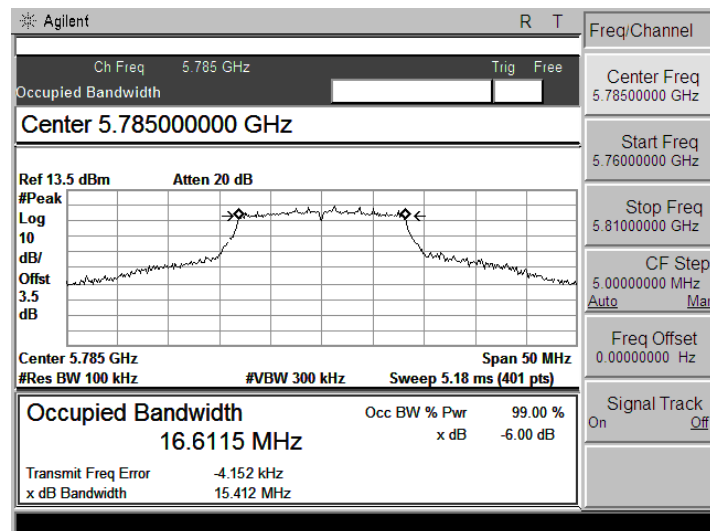 Agilent R T
Freq/Channel
Ch Freq 5.785 GHz Trig Free
Occupied Bandwidth
Center Freq
5.78500000 GHz
Center 5.785000000 GHz
Start Freq
5.76000000 GHz
Ref 13.5 dBm Atten 20 dB
#Peak
Log
10
dB/
Offst
3.5
dB
Stop Freq
5.81000000 GHz
CF Step
5.00000000 MHz
Auto Man
Center 5.785 GHz Span 50 MHz
#Res BW 100 kHz #VBW 300 kHz Sweep 5.18 ms (401 pts)
Freq Offset
0.00000000 Hz
Occupied Bandwidth Occ BW % Pwr 99.00 %
16.6115 MHz x dB -6.00 dB
Signal Track
On Off
Transmit Freq Error -4.152 kHz
x dB Bandwidth 15.412 MHz